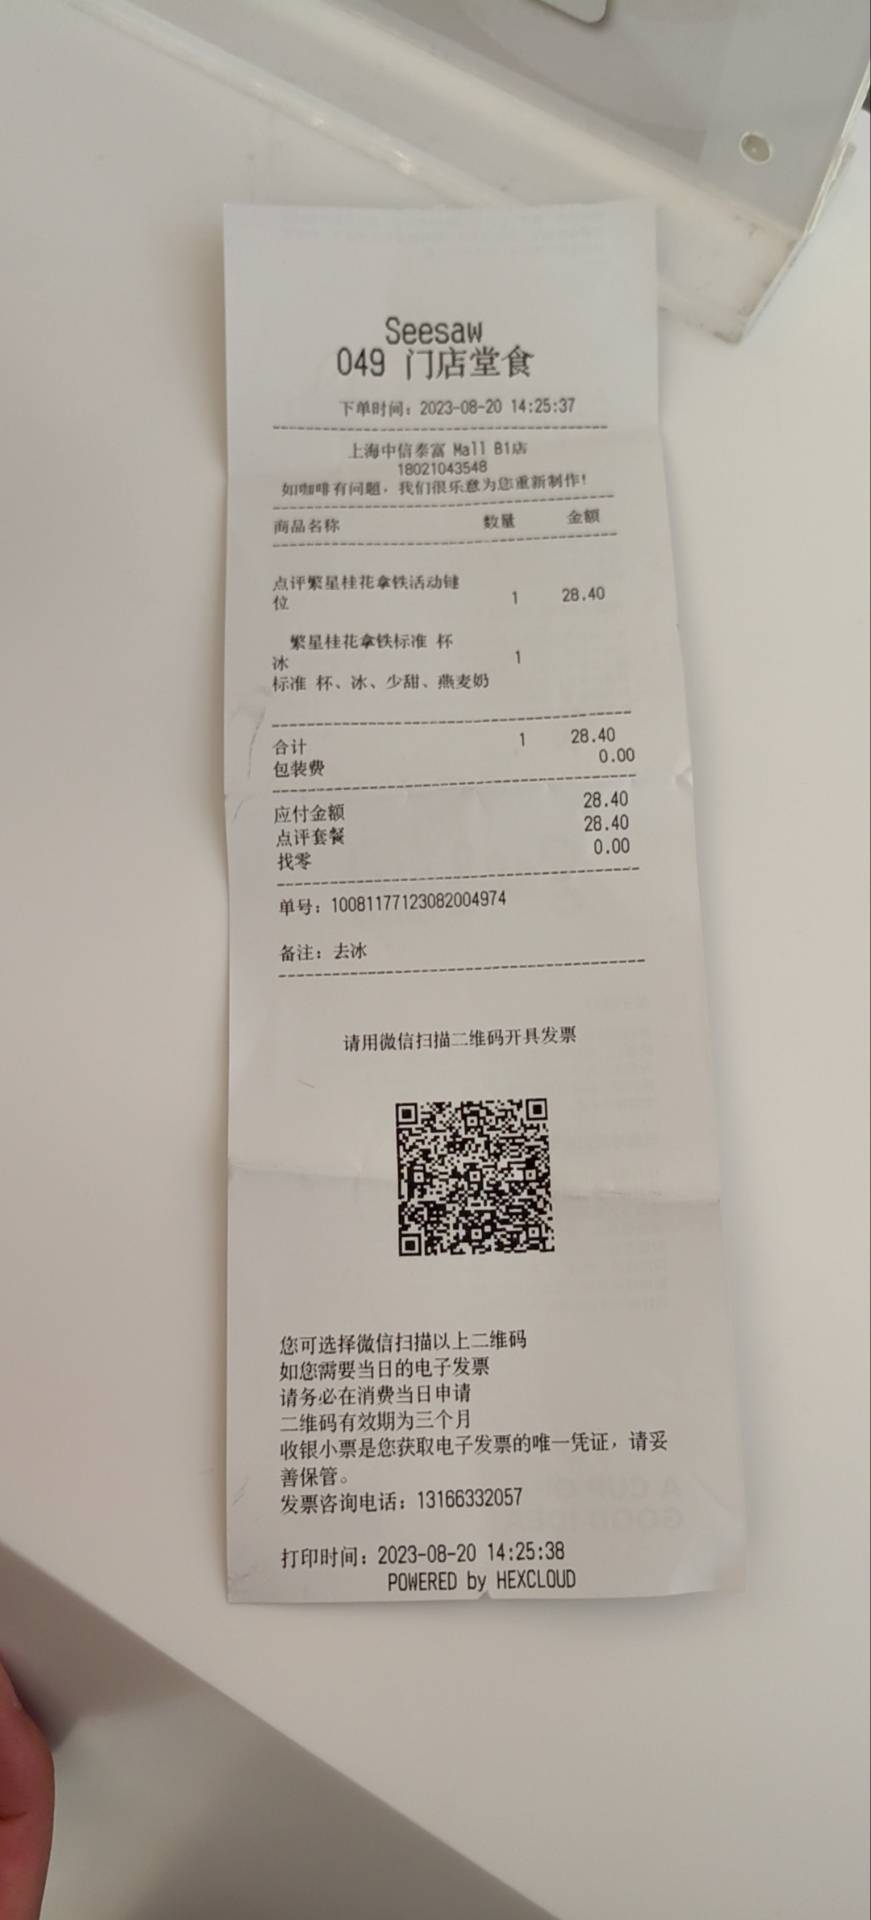 Seesaw
049 门店堂食
下单时间：2023-08-20 14:25:37
上海中信泰富 Mall B1店
18021043548
如咖啡有问题，我们很乐意为您重新制作！
商品名称 数量 金额
点评繁星桂花拿铁活动键
位 1 28.40
繁星桂花拿铁标准 杯
冰 1
标准 杯、冰、少甜、燕麦奶
合计 1 28.40
包装费 0.00
应付金额 28.40
点评套餐 28.40
找零 0.00
单号：10081177123082004974
备注：去冰
请用微信扫描二维码开具发票
您可选择微信扫描以上二维码
如您需要当日的电子发票
请务必在消费当日申请
二维码有效期为三个月
收银小票是您获取电子发票的唯一凭证，请妥
善保管。
发票咨询电话：13166332057
打印时间：2023-08-20 14:25:38
POWERED by HEXCLOUD